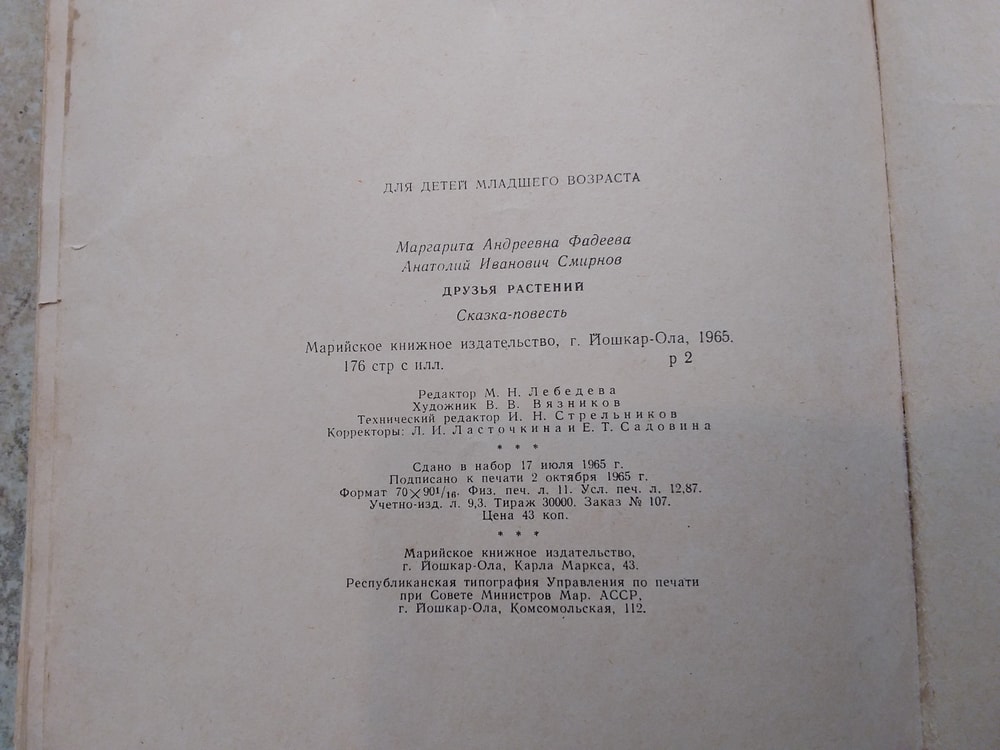 ДЛЯ ДЕТЕЙ МЛАДШЕГО ВОЗРАСТА
Маргарита Андреевна Фадеева
Анатолий Иванович Смирнов
ДРУЗЬЯ РАСТЕНИЙ
Сказка-повесть
Марийское книжное издательство, г. Йошкар-Ола, 1965.
176 стр с илл. р 2
Редактор М. Н. Лебедева
Художник В. В. Вязников
Технический редактор И. Н. Стрельников
Корректоры: Л. И. Ласточкина и Е. Т. Садовина
* * *
Сдано в набор 17 июля 1965 г.
Подписано к печати 2 октября 1965 г.
Формат 70×901/16. Физ. печ. л. 11. Усл. печ. л. 12,87.
Учетно-изд. л. 9,3. Тираж 30000. Заказ № 107.
Цена 43 коп.
* * *
Марийское книжное издательство,
г. Йошкар-Ола, Карла Маркса, 43.
Республиканская типография Управления по печати
при Совете Министров Мар. АССР,
г. Йошкар-Ола, Комсомольская, 112.